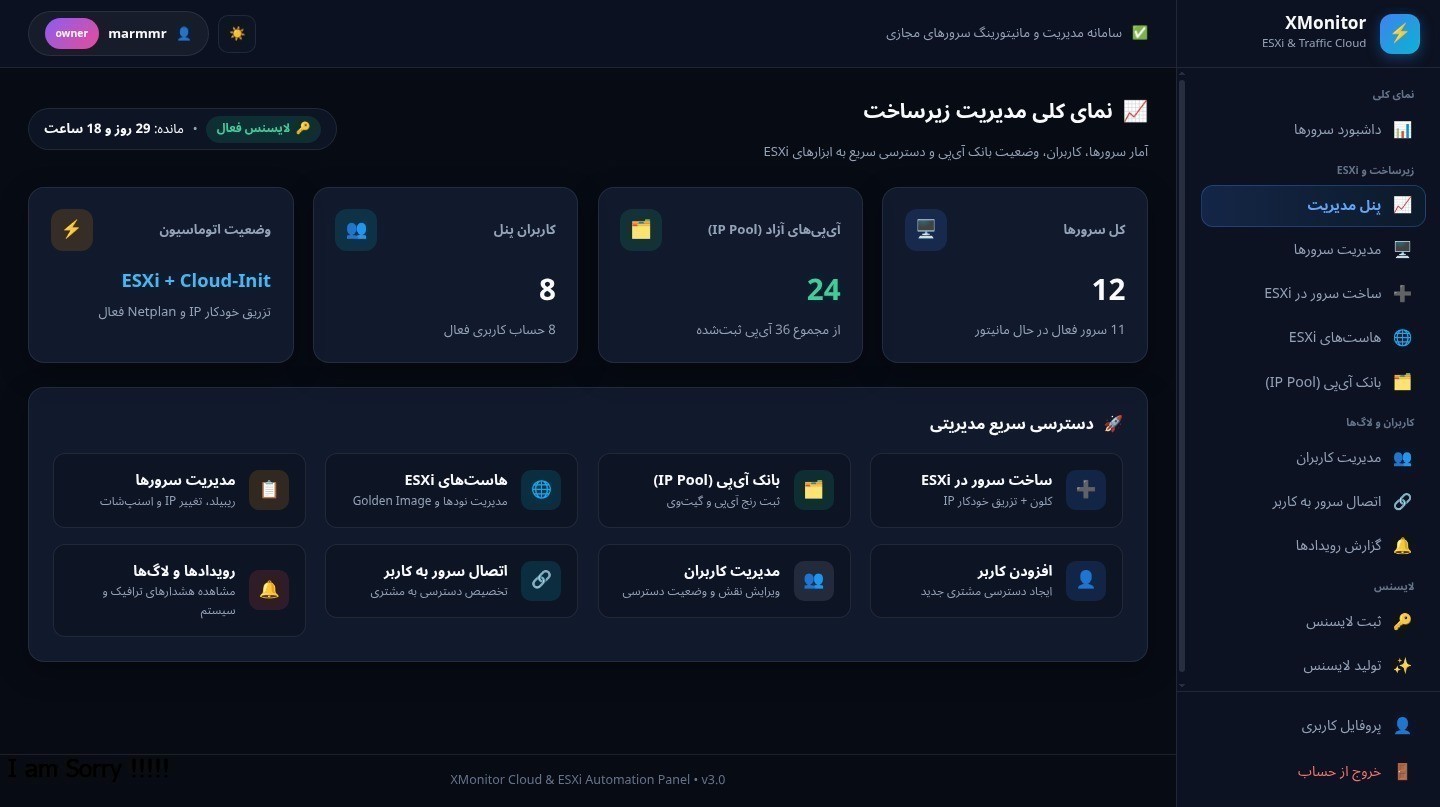 XMonitor
ESXi & Traffic Cloud
سامانه مدیریت و مانیتورینگ سرورهای مجازی
marmmr
owner
نمای کلی
داشبورد سرورها
زیرساخت و ESXi
پنل مدیریت
مدیریت سرورها
ساخت سرور در ESXi
هاست‌های ESXi
بانک آی‌پی (IP Pool)
کاربران و لاگ‌ها
مدیریت کاربران
اتصال سرور به کاربر
گزارش رویدادها
لایسنس
ثبت لایسنس
تولید لایسنس
پروفایل کاربری
خروج از حساب
نمای کلی مدیریت زیرساخت
آمار سرورها، کاربران، وضعیت بانک آی‌پی و دسترسی سریع به ابزارهای ESXi
لایسنس فعال • مانده: 29 روز و 18 ساعت
کل سرورها
12
11 سرور فعال در حال مانیتور
آی‌پی‌های آزاد (IP Pool)
24
از مجموع 36 آی‌پی ثبت‌شده
کاربران پنل
8
8 حساب کاربری فعال
وضعیت اتوماسیون
ESXi + Cloud-Init
تزریق خودکار IP و Netplan فعال
دسترسی سریع مدیریتی
ساخت سرور در ESXi
کلون + تزریق خودکار IP
بانک آی‌پی (IP Pool)
ثبت رنج آی‌پی و گیت‌وی
هاست‌های ESXi
مدیریت نودها و Golden Image
مدیریت سرورها
ریبیلد، تغییر IP و اسنپ‌شات
افزودن کاربر
ایجاد دسترسی مشتری جدید
مدیریت کاربران
ویرایش نقش و وضعیت دسترسی
اتصال سرور به کاربر
تخصیص دسترسی به مشتری
رویدادها و لاگ‌ها
مشاهده هشدارهای ترافیک و
سیستم
XMonitor Cloud & ESXi Automation Panel • v3.0
I am Sorry !!!!!